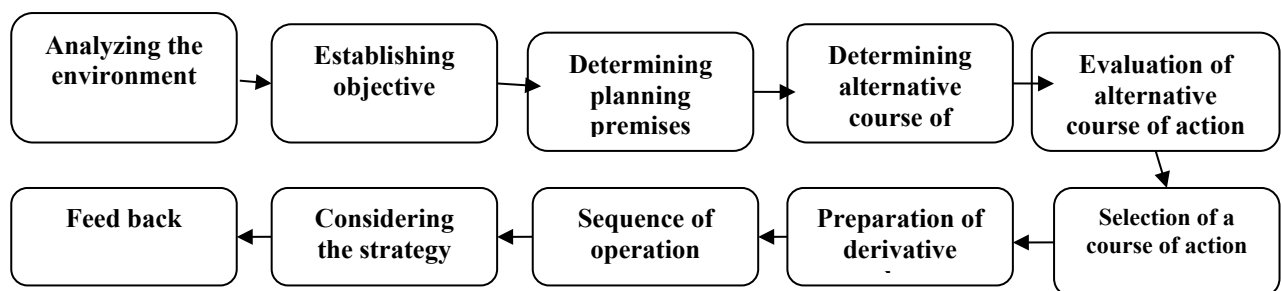 Analyzing the
environment
Establishing
objective
Determining
planning
premises
Determining
alternative
course of
Evaluation of
alternative
course of action
Selection of a
course of action
Preparation of
derivative
Sequence of
operation
Considering
the strategy
Feed back